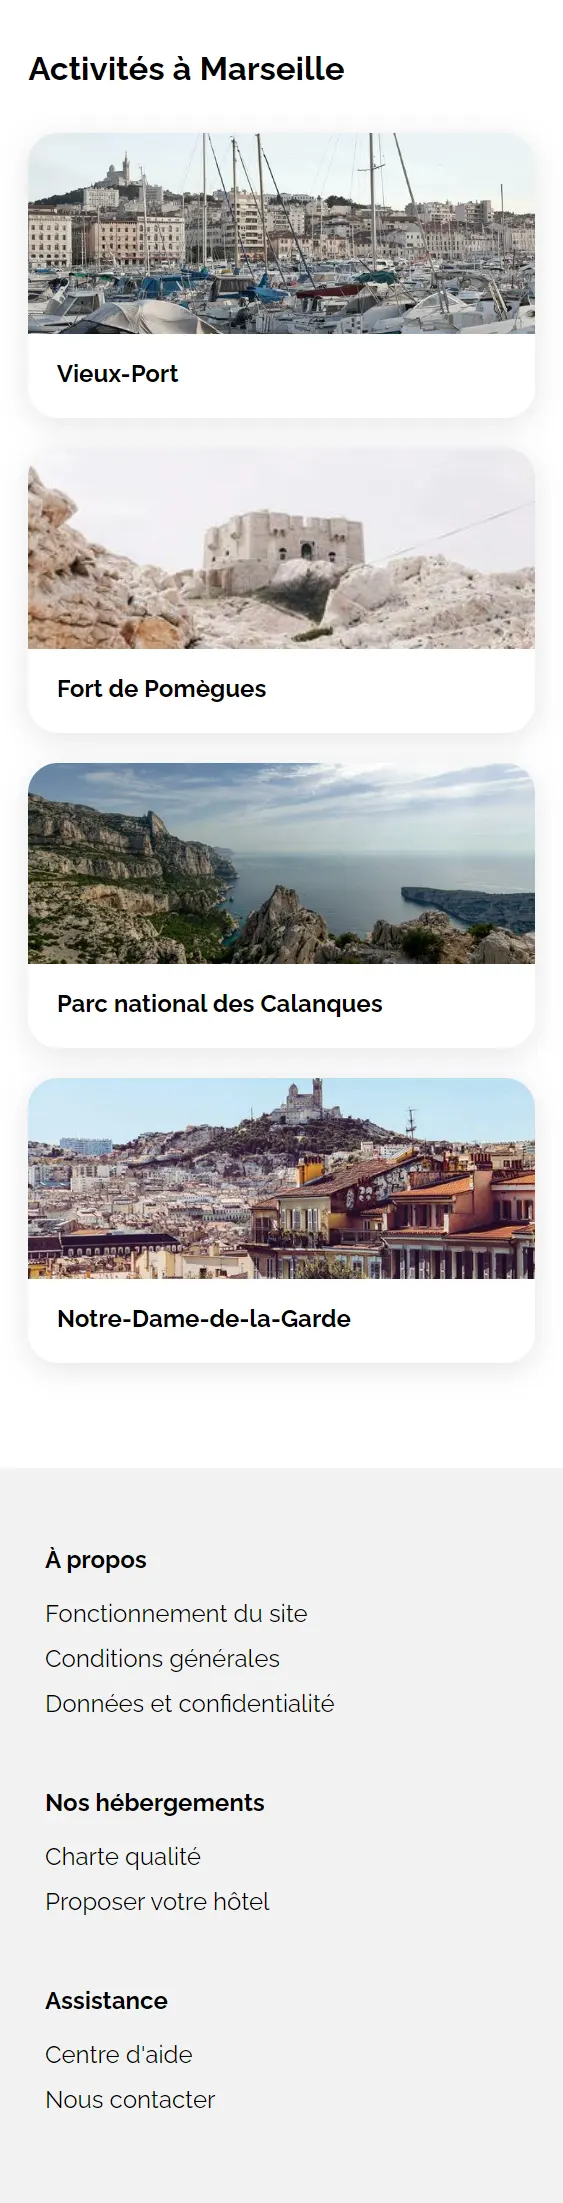 Activités à Marseille
Vieux-Port
Fort de Pomègues
Parc national des Calanques
Notre-Dame-de-la-Garde
À propos
Fonctionnement du site
Conditions générales
Données et confidentialité
Nos hébergements
Charte qualité
Proposer votre hôtel
Assistance
Centre d'aide
Nous contacter